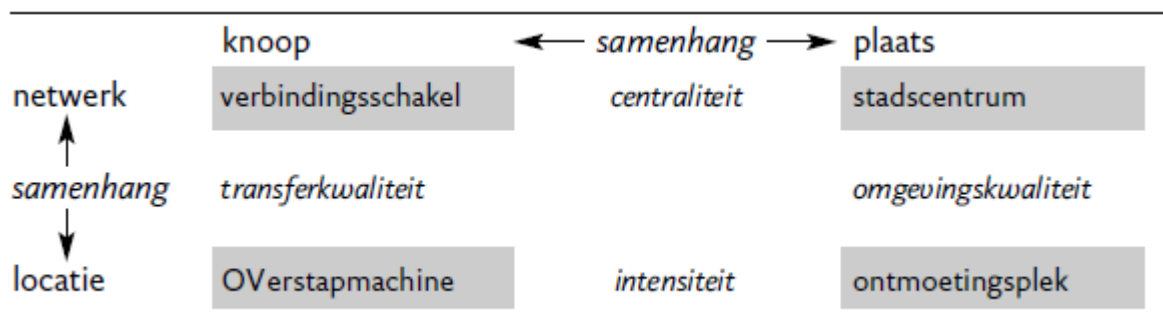 knoop samenhang plaats
netwerk verbindingsschakel centraliteit stadscentrum
samenhang transferkwaliteit omgevingskwaliteit
locatie OVerstapmachine intensiteit ontmoetingsplek